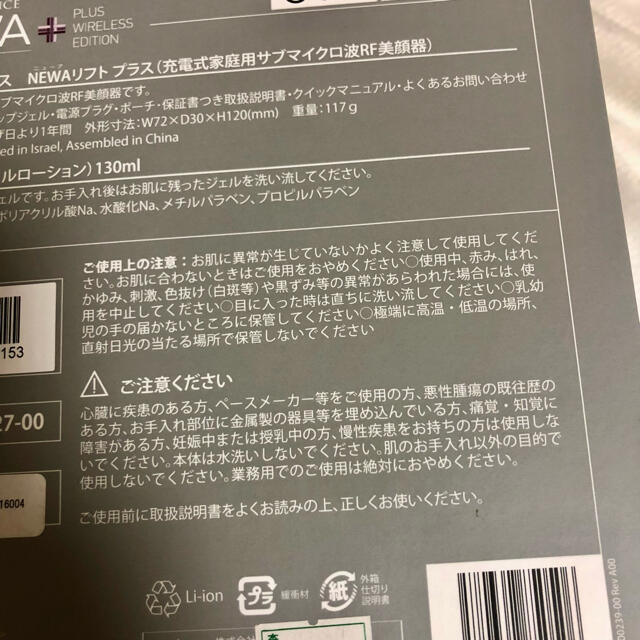 ICE
A+ PLUS
WIRELESS
EDITION
ニューア
ス NEWAリフト プラス（充電式家庭用サブマイクロ波RF美顔器）
ブマイクロ波RF美顔器です。
ップジェル・電源プラグ・ポーチ・保証書つき取扱説明書・クイックマニュアル・よくあるお問い合わせ
げ日より1年間 外形寸法：W72×D30×H120(mm) 重量：117g
ed in Israel, Assembled in China
ルローション）130ml
ェルです。お手入れ後はお肌に残ったジェルを洗い流してください。
ポリアクリル酸Na、水酸化Na、メチルパラベン、プロピルパラベン
ご使用上の注意：お肌に異常が生じていないかよく注意して使用してくだ
さい。お肌に合わないときはご使用をおやめください○使用中、赤み、はれ、
かゆみ、刺激、色抜け（白斑等）や黒ずみ等の異常があらわれた場合には、使
用を中止してください○目に入った時は直ちに洗い流してください○乳幼
児の手の届かないところに保管してください○極端に高温・低温の場所、
直射日光の当たる場所で保管しないでください
153
ご注意ください
27-00
心臓に疾患のある方、ペースメーカー等をご使用の方、悪性腫瘍の既往歴の
ある方、お手入れ部位に金属製の器具等を埋め込んでいる方、痛覚・知覚に
障害がある方、妊娠中または授乳中の方、慢性疾患をお持ちの方は使用しな
いでください。本体は水洗いしないでください。肌のお手入れ以外の目的で
使用しないでください。業務用でのご使用は絶対におやめください。
16004
ご使用前に取扱説明書をよくお読みの上、正しくお使いください。
Li-ion
プラ
緩衝材
紙
外箱
仕切り
説明書
0239-00 Rev A00